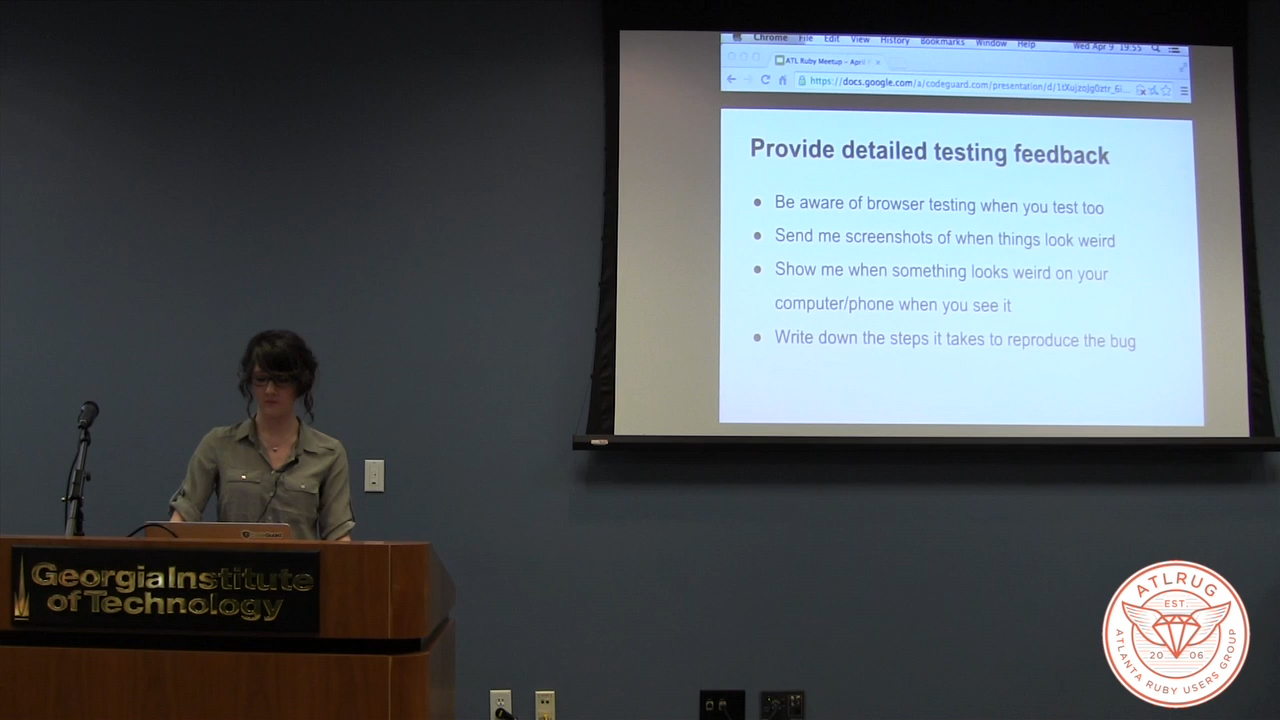 Chrome File Edit View History Bookmarks Window Help Wed Apr 9 19:55
ATL Ruby Meetup – April
https://docs.google.com/a/codeguard.com/presentation/d/
Provide detailed testing feedback
Be aware of browser testing when you test too
Send me screenshots of when things look weird
Show me when something looks weird on your
computer/phone when you see it
Write down the steps it takes to reproduce the bug
GeorgiaInstitute
of Technology
ATLRUG
EST.
20 06
ATLANTA RUBY USERS GROUP